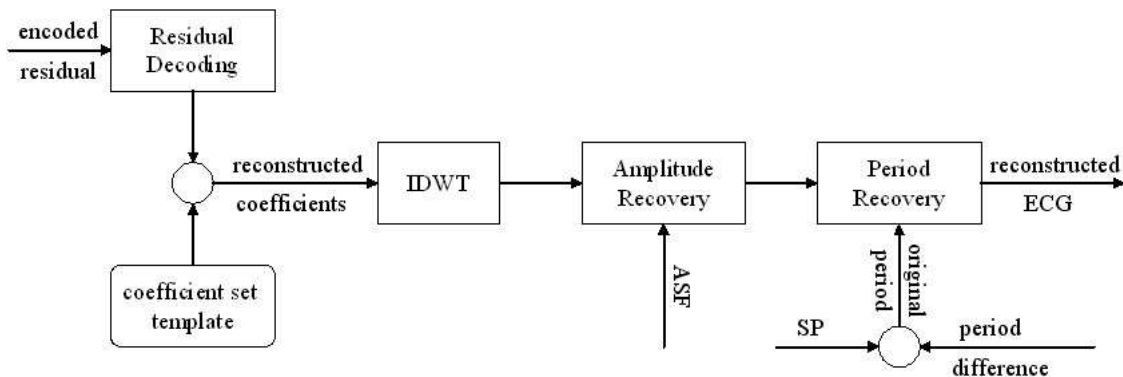 encoded
residual
Residual
Decoding
reconstructed
coefficients
IDWT
Amplitude
Recovery
Period
Recovery
reconstructed
ECG
coefficient set
template
ASF
original
period
SP
period
difference